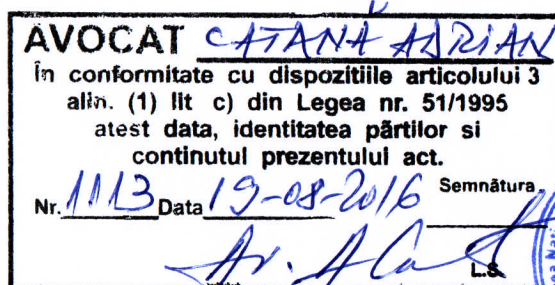 AVOCAT CATANĂ ADRIAN
în conformitate cu dispozitiile articolului 3
alin. (1) lit c) din Legea nr. 51/1995
atest data, identitatea părtilor si
continutul prezentului act.
Nr. 1113 Data 19-08-2016 Semnătura
Av.
L.S.